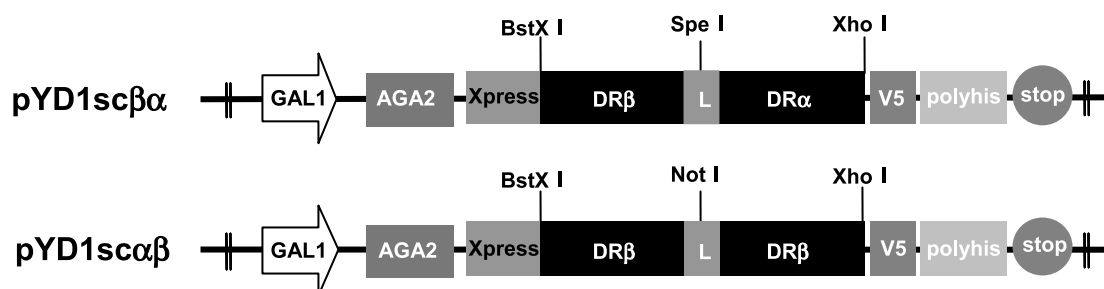 BstX I Spe I Xho I
pYD1scβα GAL1 AGA2 Xpress DRβ L DRα V5 polyhis stop
BstX I Not I Xho I
pYD1scαβ GAL1 AGA2 Xpress DRβ L DRβ V5 polyhis stop